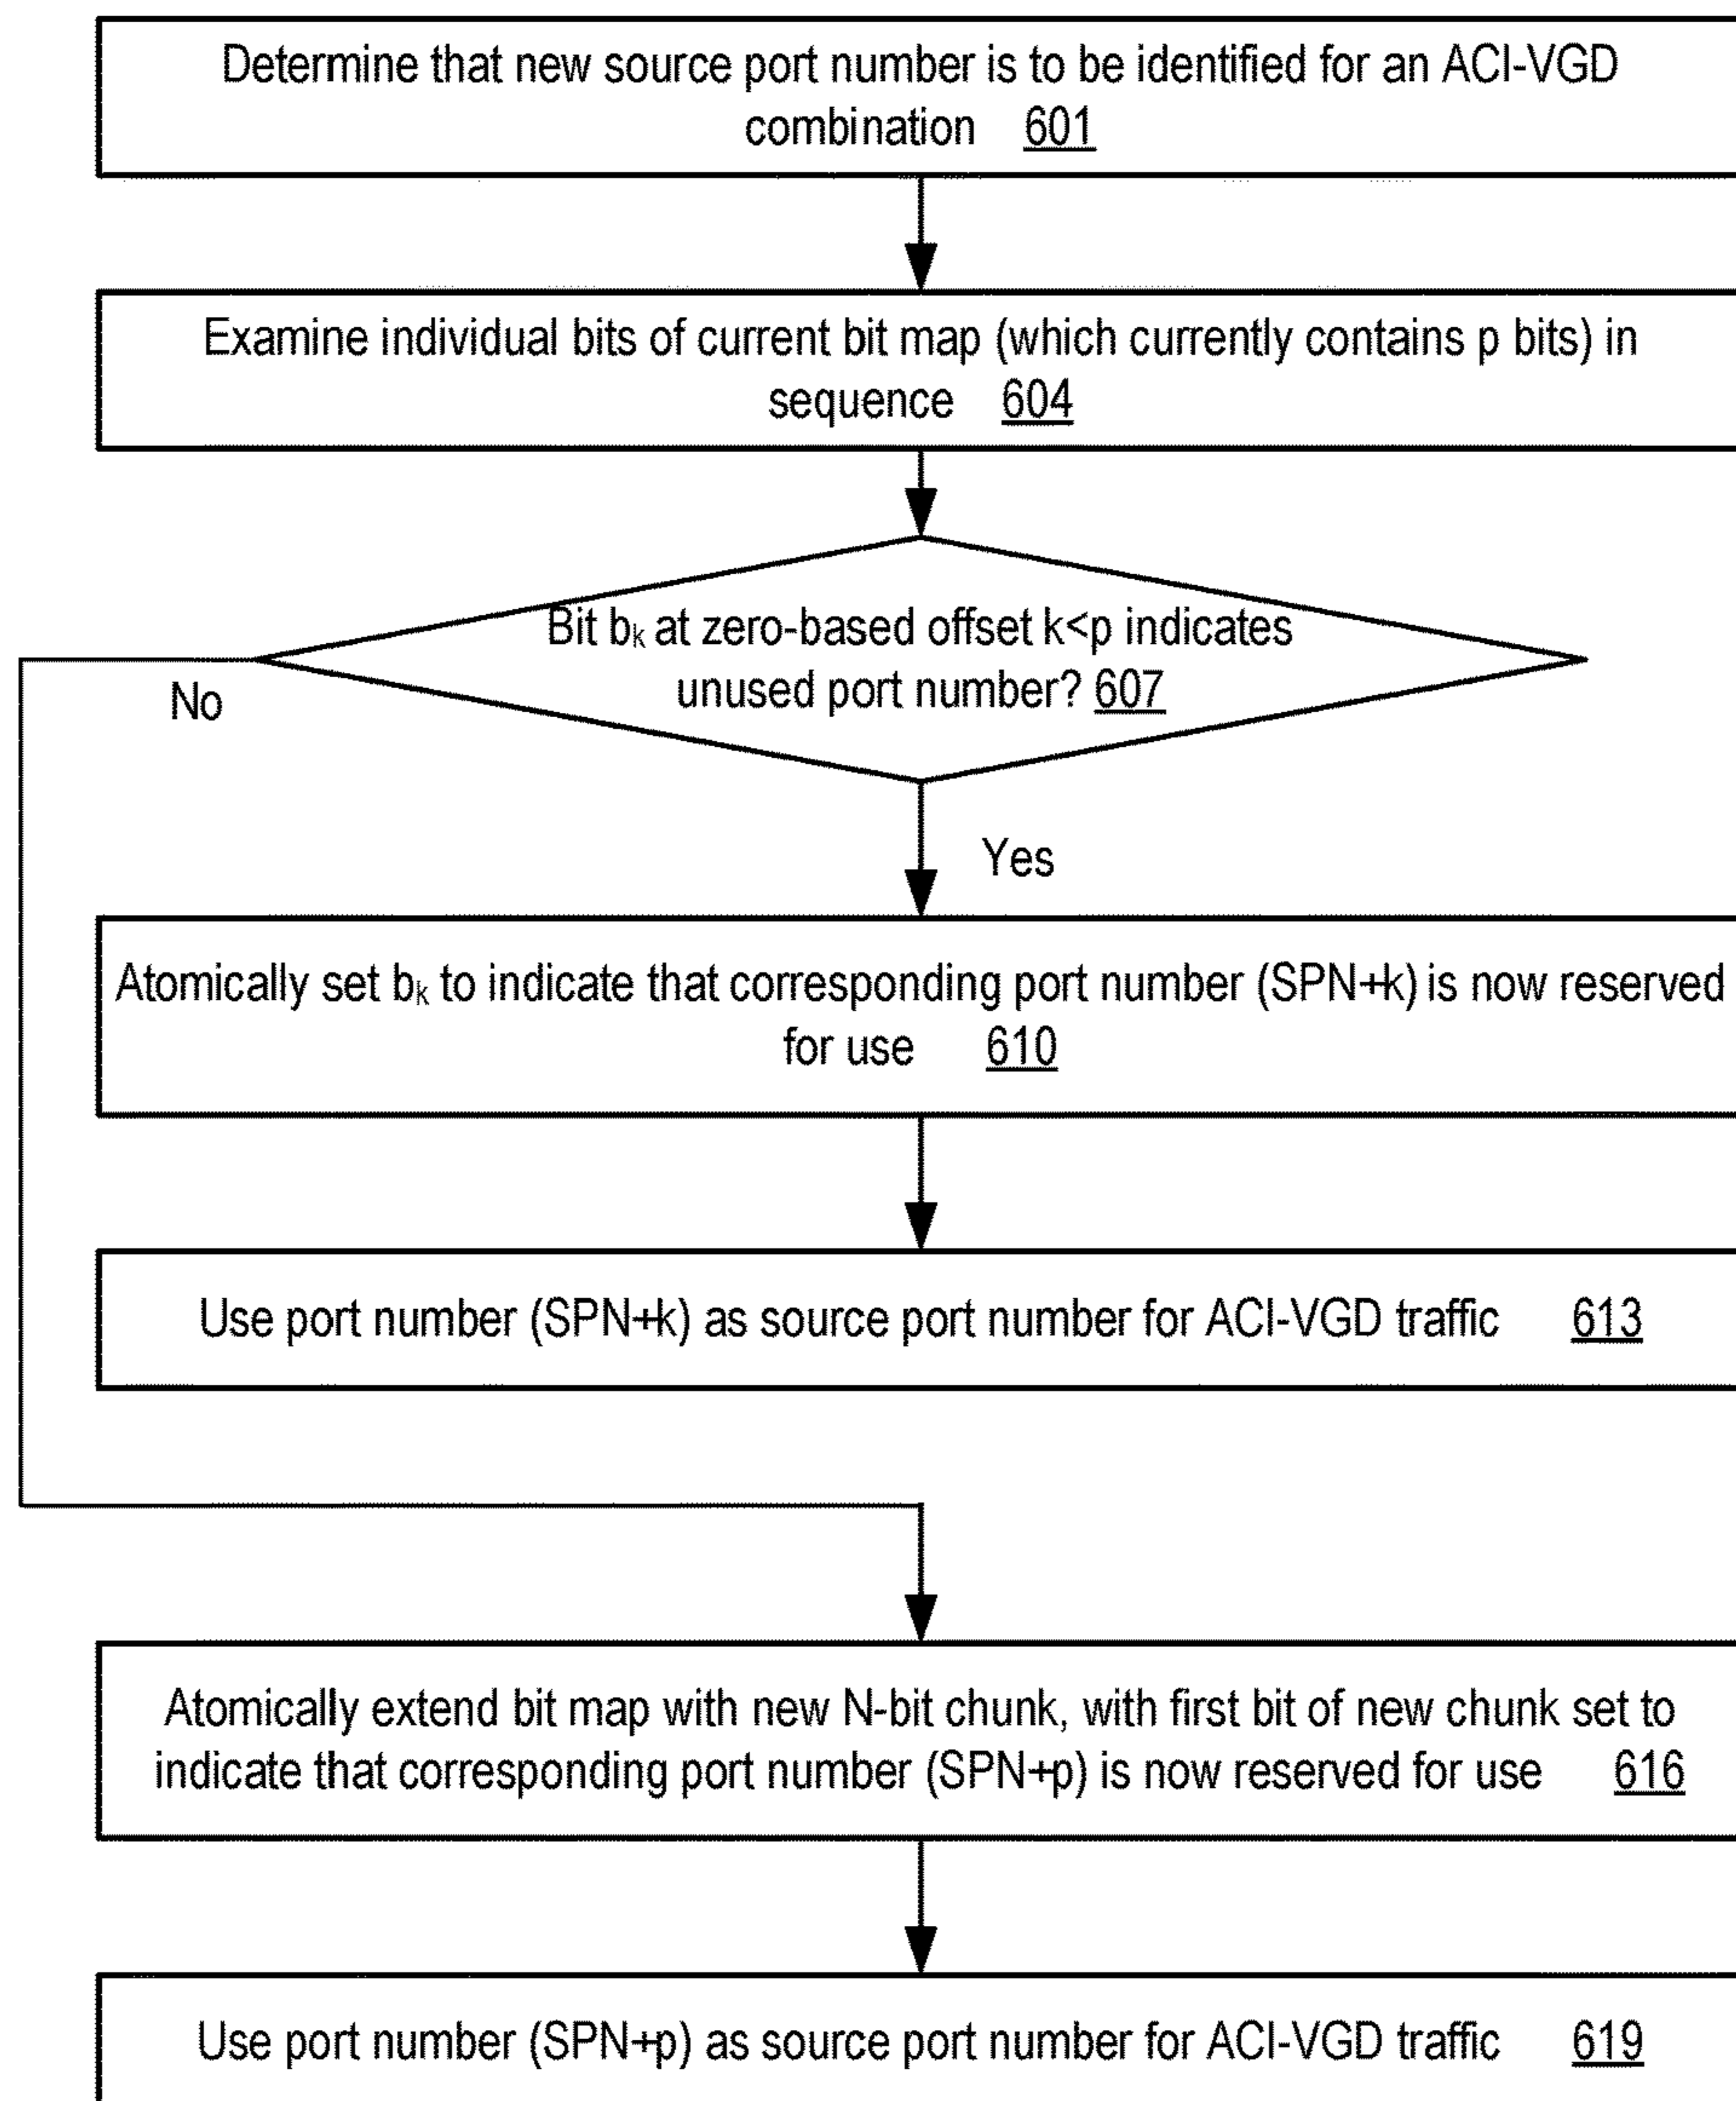 Determine that new source port number is to be identified for an ACI-VGD
combination 601
Examine individual bits of current bit map (which currently contains p bits) in
sequence 604
Bit bk at zero-based offset k<p indicates
unused port number? 607
No
Yes
Atomically set bk to indicate that corresponding port number (SPN+k) is now reserved
for use 610
Use port number (SPN+k) as source port number for ACI-VGD traffic 613
Atomically extend bit map with new N-bit chunk, with first bit of new chunk set to
indicate that corresponding port number (SPN+p) is now reserved for use 616
Use port number (SPN+p) as source port number for ACI-VGD traffic 619